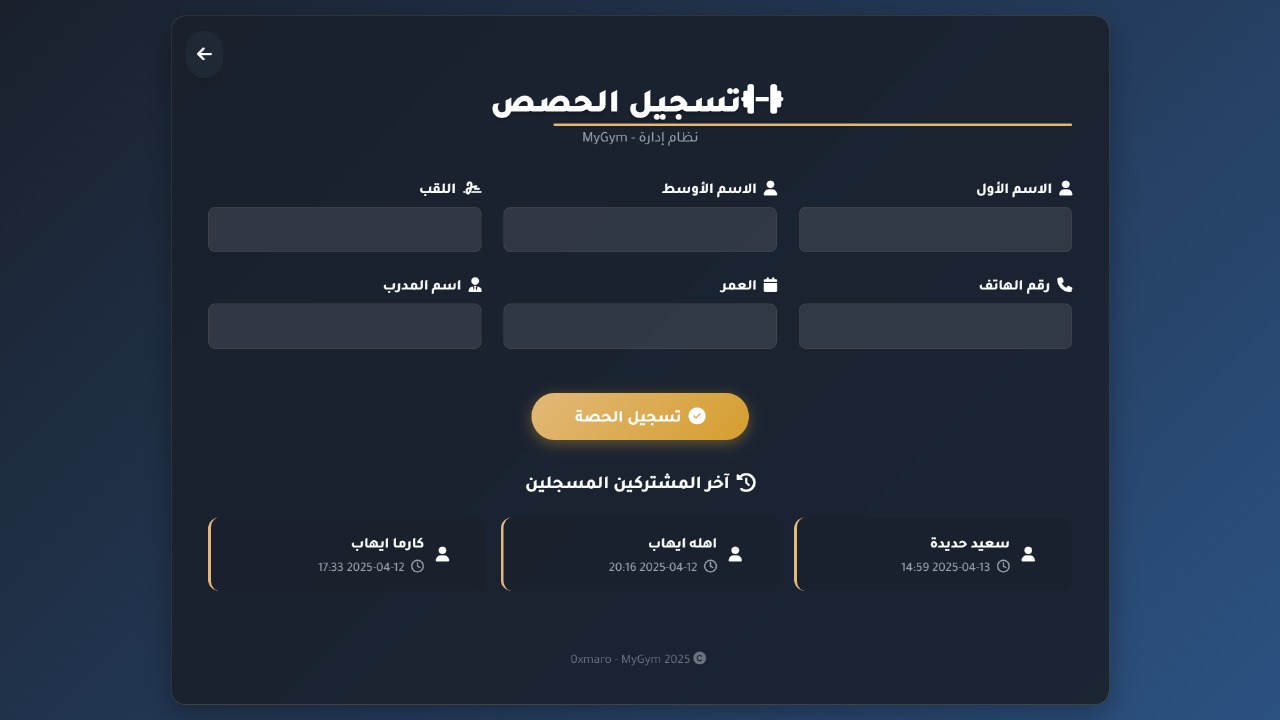 تسجيل الحصص
نظام إدارة - MyGym
الاسم الأول
الاسم الأوسط
اللقب
رقم الهاتف
العمر
اسم المدرب
تسجيل الحصة
آخر المشتركين المسجلين
سعيد حديدة
14:59 2025-04-13
اهله ايهاب
20:16 2025-04-12
كارما ايهاب
17:33 2025-04-12
0xmaro - MyGym 2025 ©